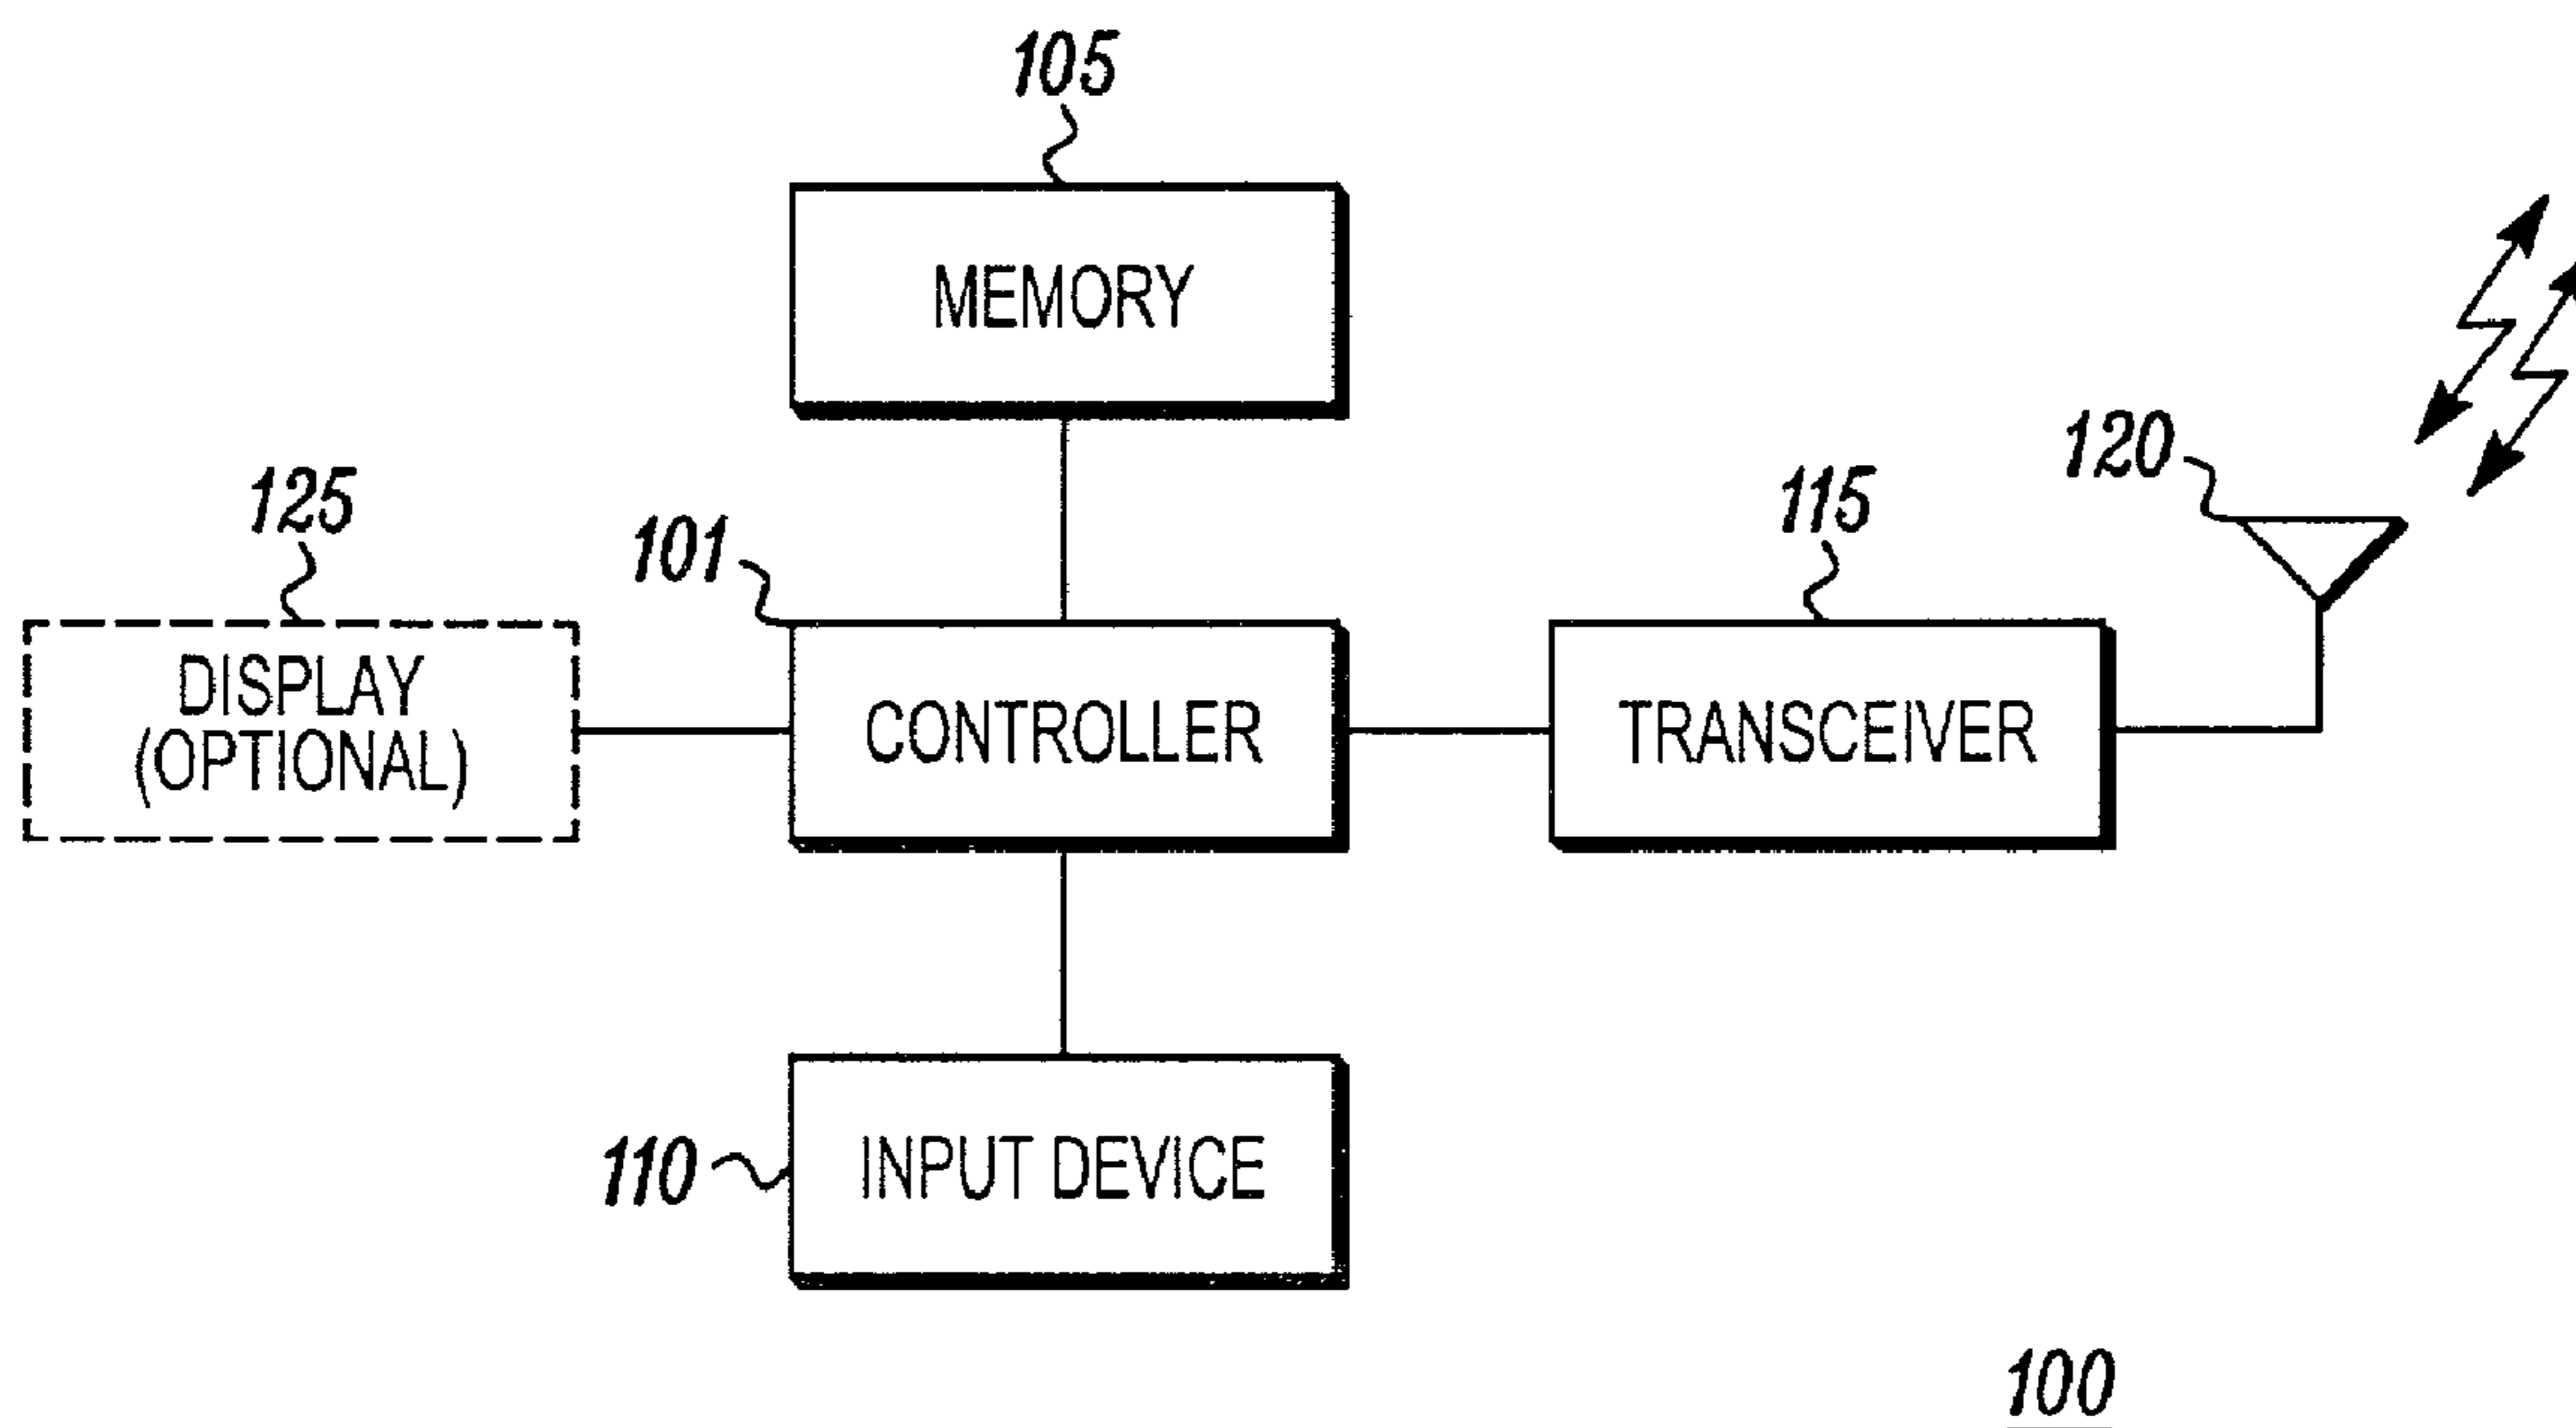 105
MEMORY
120
125
115
101
DISPLAY
(OPTIONAL)
CONTROLLER
TRANSCEIVER
110
INPUT DEVICE
100